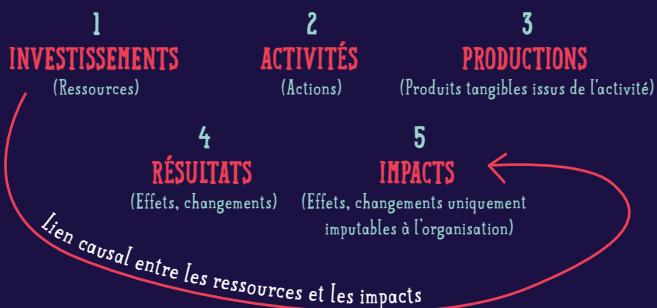 1
INVESTISSEMENTS
(Ressources)
2
ACTIVITÉS
(Actions)
3
PRODUCTIONS
(Produits tangibles issus de l'activité)
4
RÉSULTATS
(Effets, changements)
5
IMPACTS
(Effets, changements uniquement
imputables à l'organisation)
Lien causal entre les ressources et les impacts